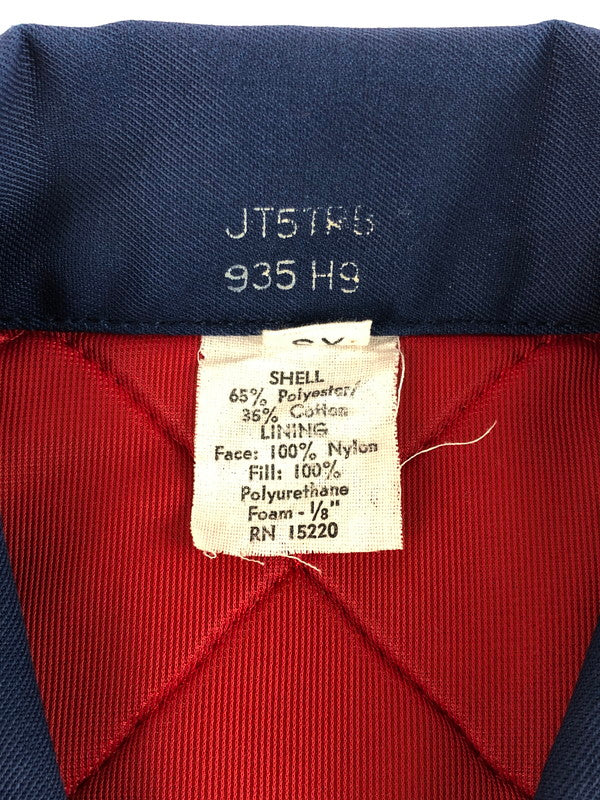 935 H9
SHELL
65% Polyester/
35% Cotton
LINING
Face: 100% Nylon
Fill: 100%
Polyurethane
Foam - 1/8"
RN 15220